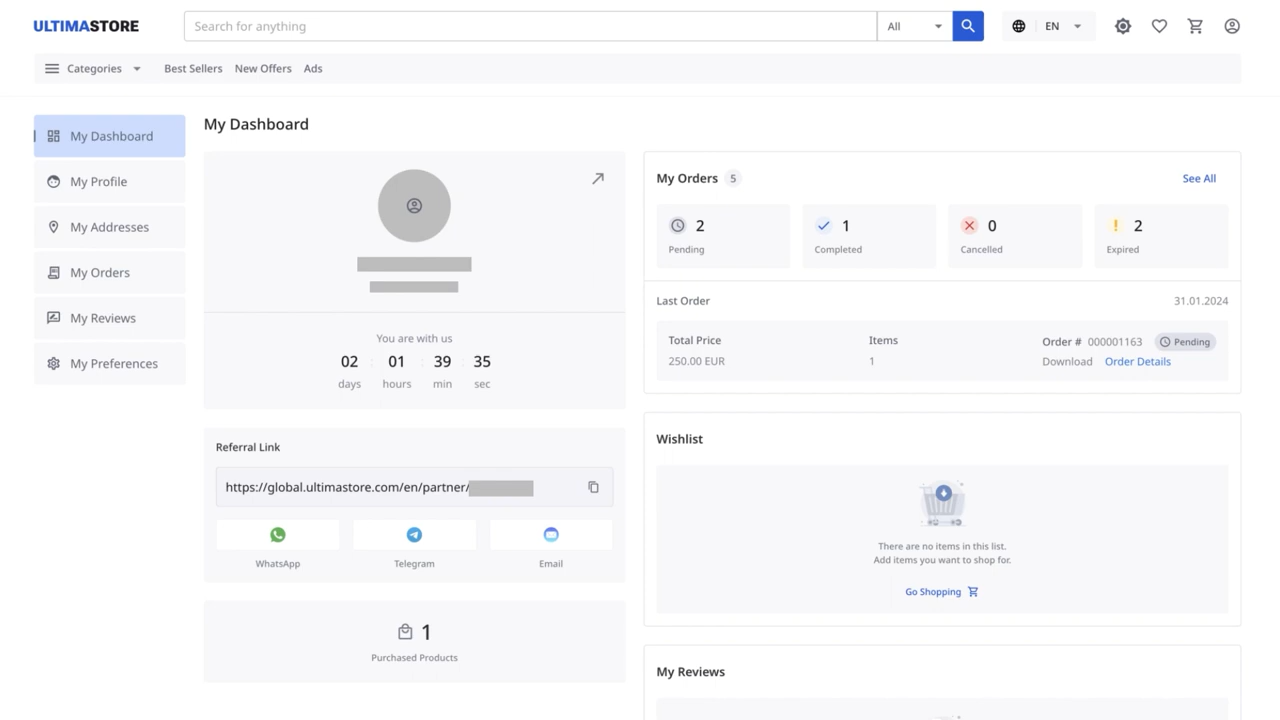 ULTIMASTORE
Search for anything
All
EN
Categories
Best Sellers
New Offers
Ads
My Dashboard
My Profile
My Addresses
My Orders
My Reviews
My Preferences
My Dashboard
You are with us
02 : 01 : 39 : 35
days hours min sec
Referral Link
https://global.ultimastore.com/en/partner/
WhatsApp
Telegram
Email
1
Purchased Products
My Orders 5
See All
2
Pending
1
Completed
0
Cancelled
2
Expired
Last Order
31.01.2024
Total Price
250.00 EUR
Items
1
Order # 000001163
Pending
Download
Order Details
Wishlist
There are no items in this list.
Add items you want to shop for.
Go Shopping
My Reviews